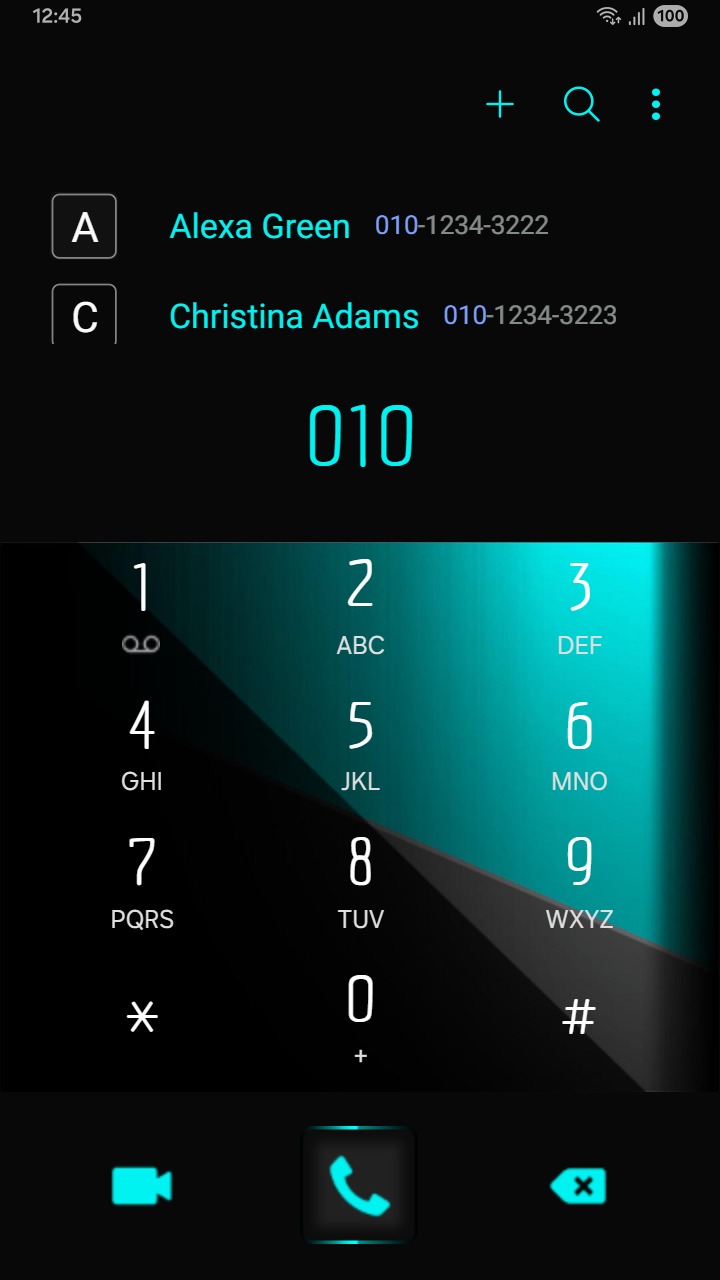 12:45 100
A Alexa Green 010-1234-3222
C Christina Adams 010-1234-3223
010
1 2 3
ABC DEF
4 5 6
GHI JKL MNO
7 8 9
PQRS TUV WXYZ
* 0 #
+